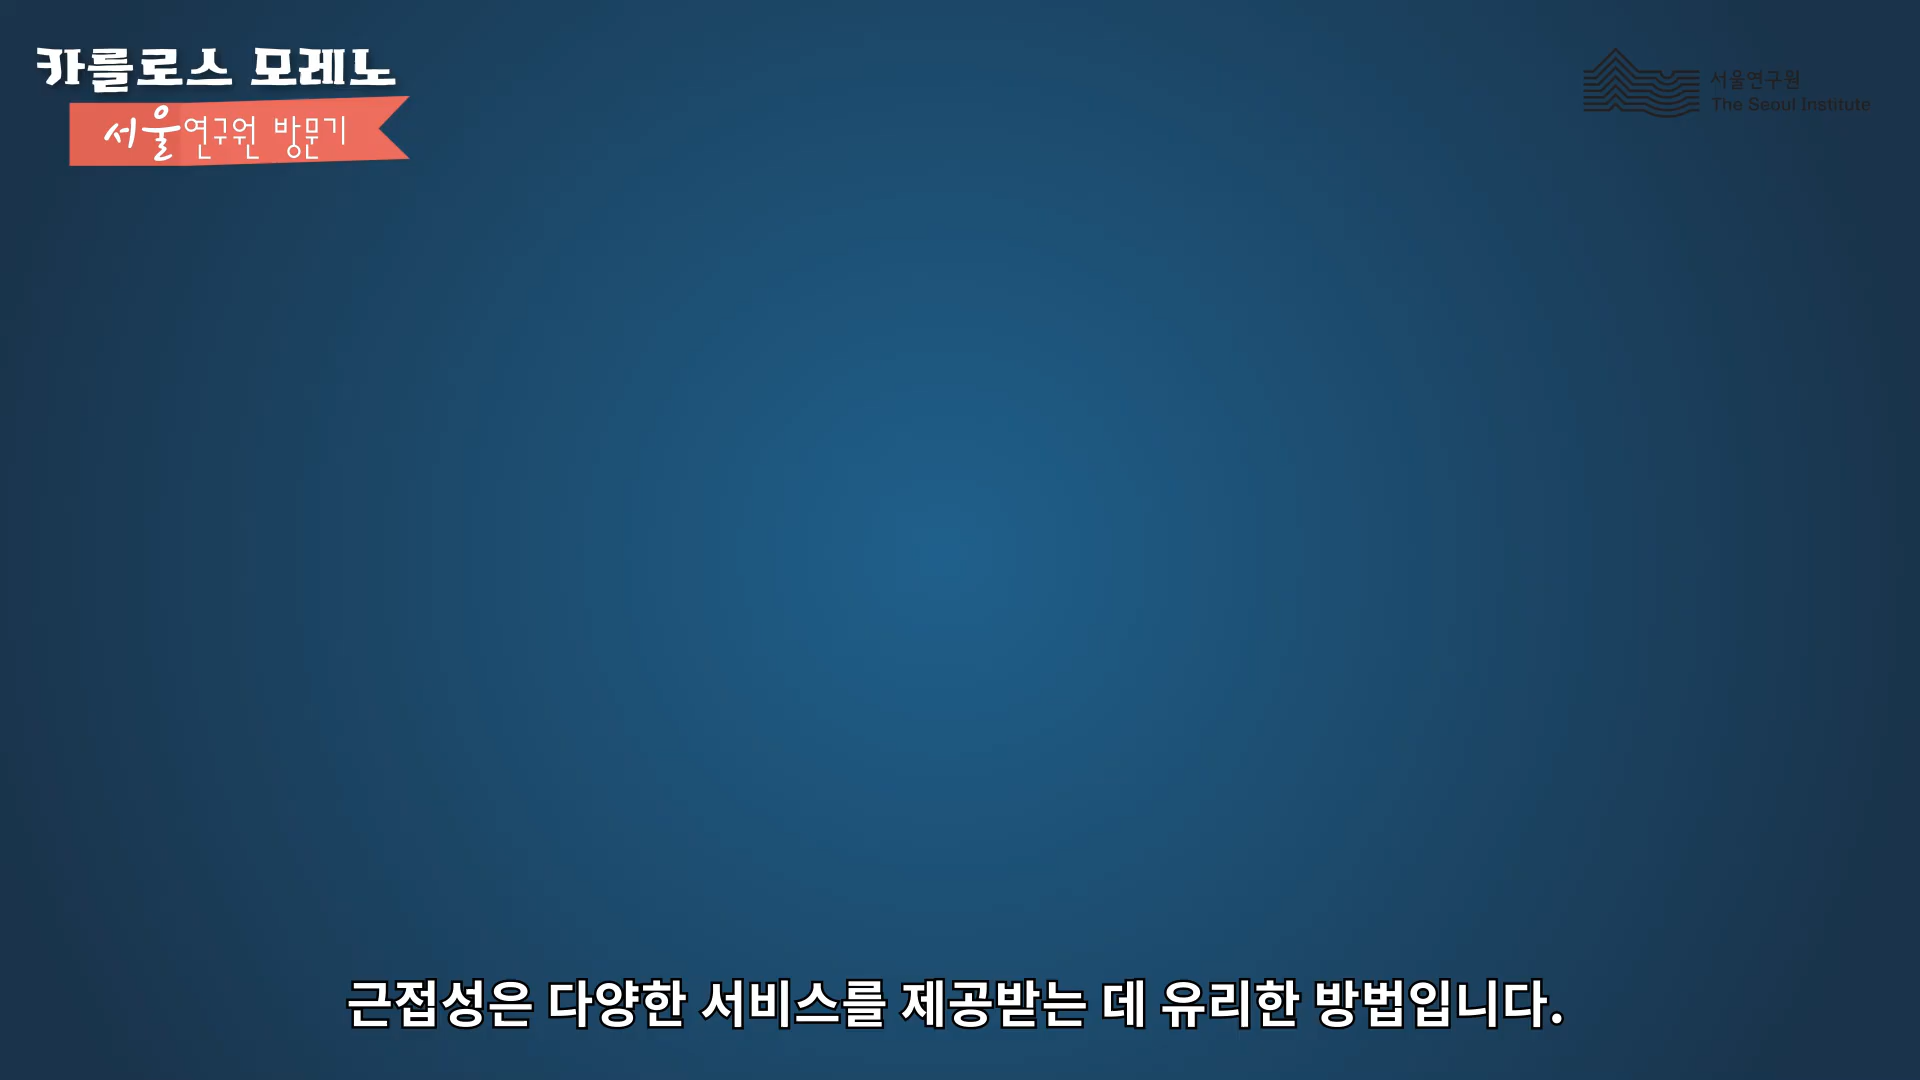 카를로스 모레노
서울연구원 방문기
서울연구원
The Seoul Institute
근접성은 다양한 서비스를 제공받는 데 유리한 방법입니다.